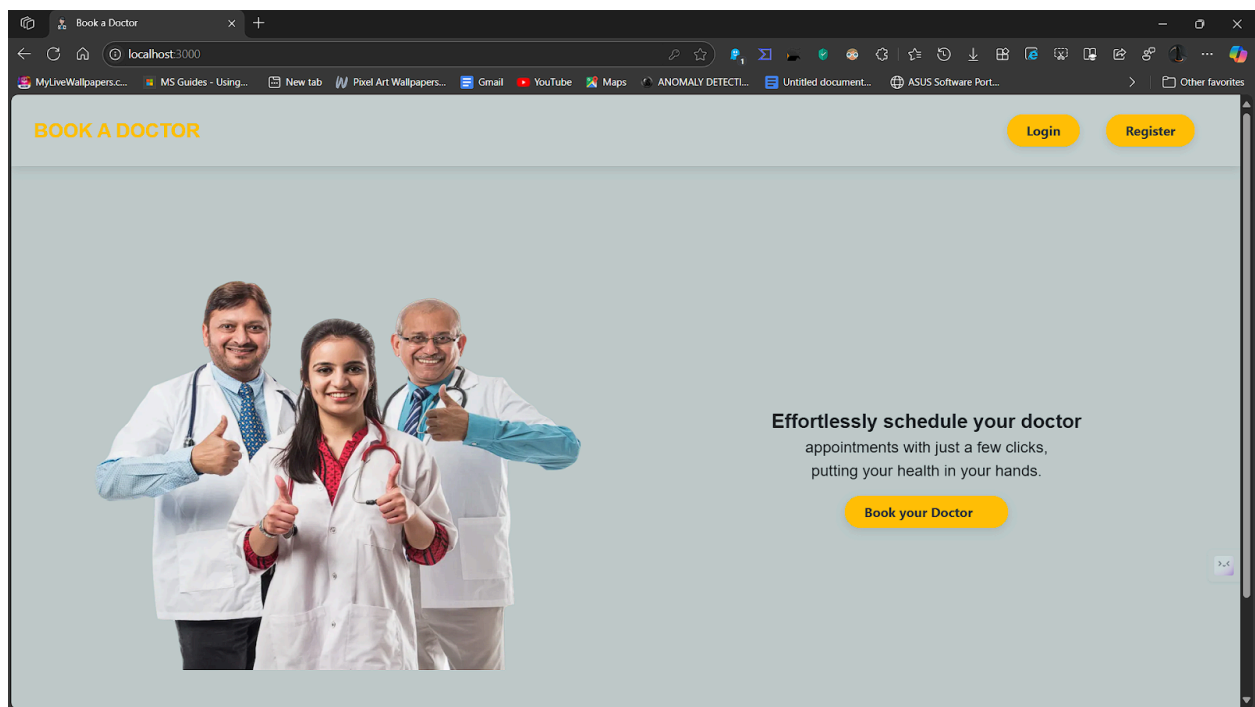 Book a Doctor
localhost:3000
MyLiveWallpapers.c...
MS Guides - Using...
New tab
Pixel Art Wallpapers...
Gmail
YouTube
Maps
ANOMALY DETECTI...
Untitled document...
ASUS Software Port...
Other favorites
BOOK A DOCTOR
Login
Register
Effortlessly schedule your doctor
appointments with just a few clicks,
putting your health in your hands.
Book your Doctor